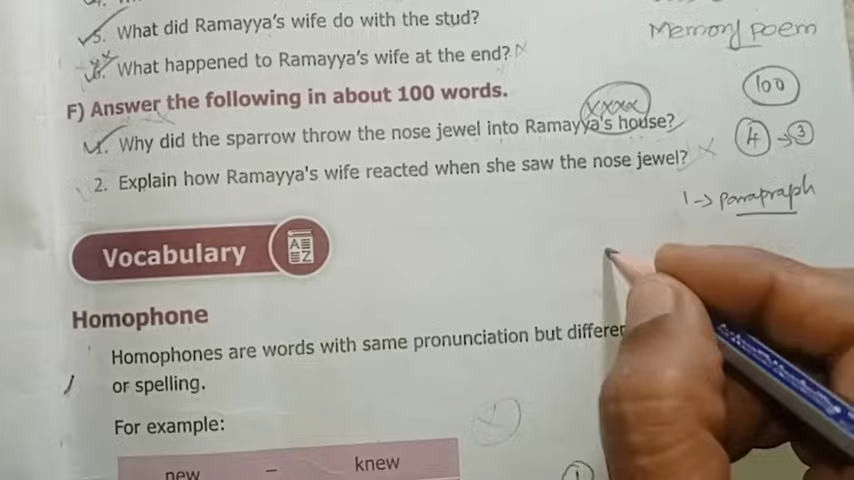 5. What did Ramayya's wife do with the stud?
6. What happened to Ramayya's wife at the end?
Memory poem
F) Answer the following in about 100 words.
100
xxxx
1. Why did the sparrow throw the nose jewel into Ramayya's house?
4 → 3
2. Explain how Ramayya's wife reacted when she saw the nose jewel?
1 → paragraph
Vocabulary
A
Z
Homophone
Homophones are words with same pronunciation but differen
or spelling.
For example:
new – knew
1